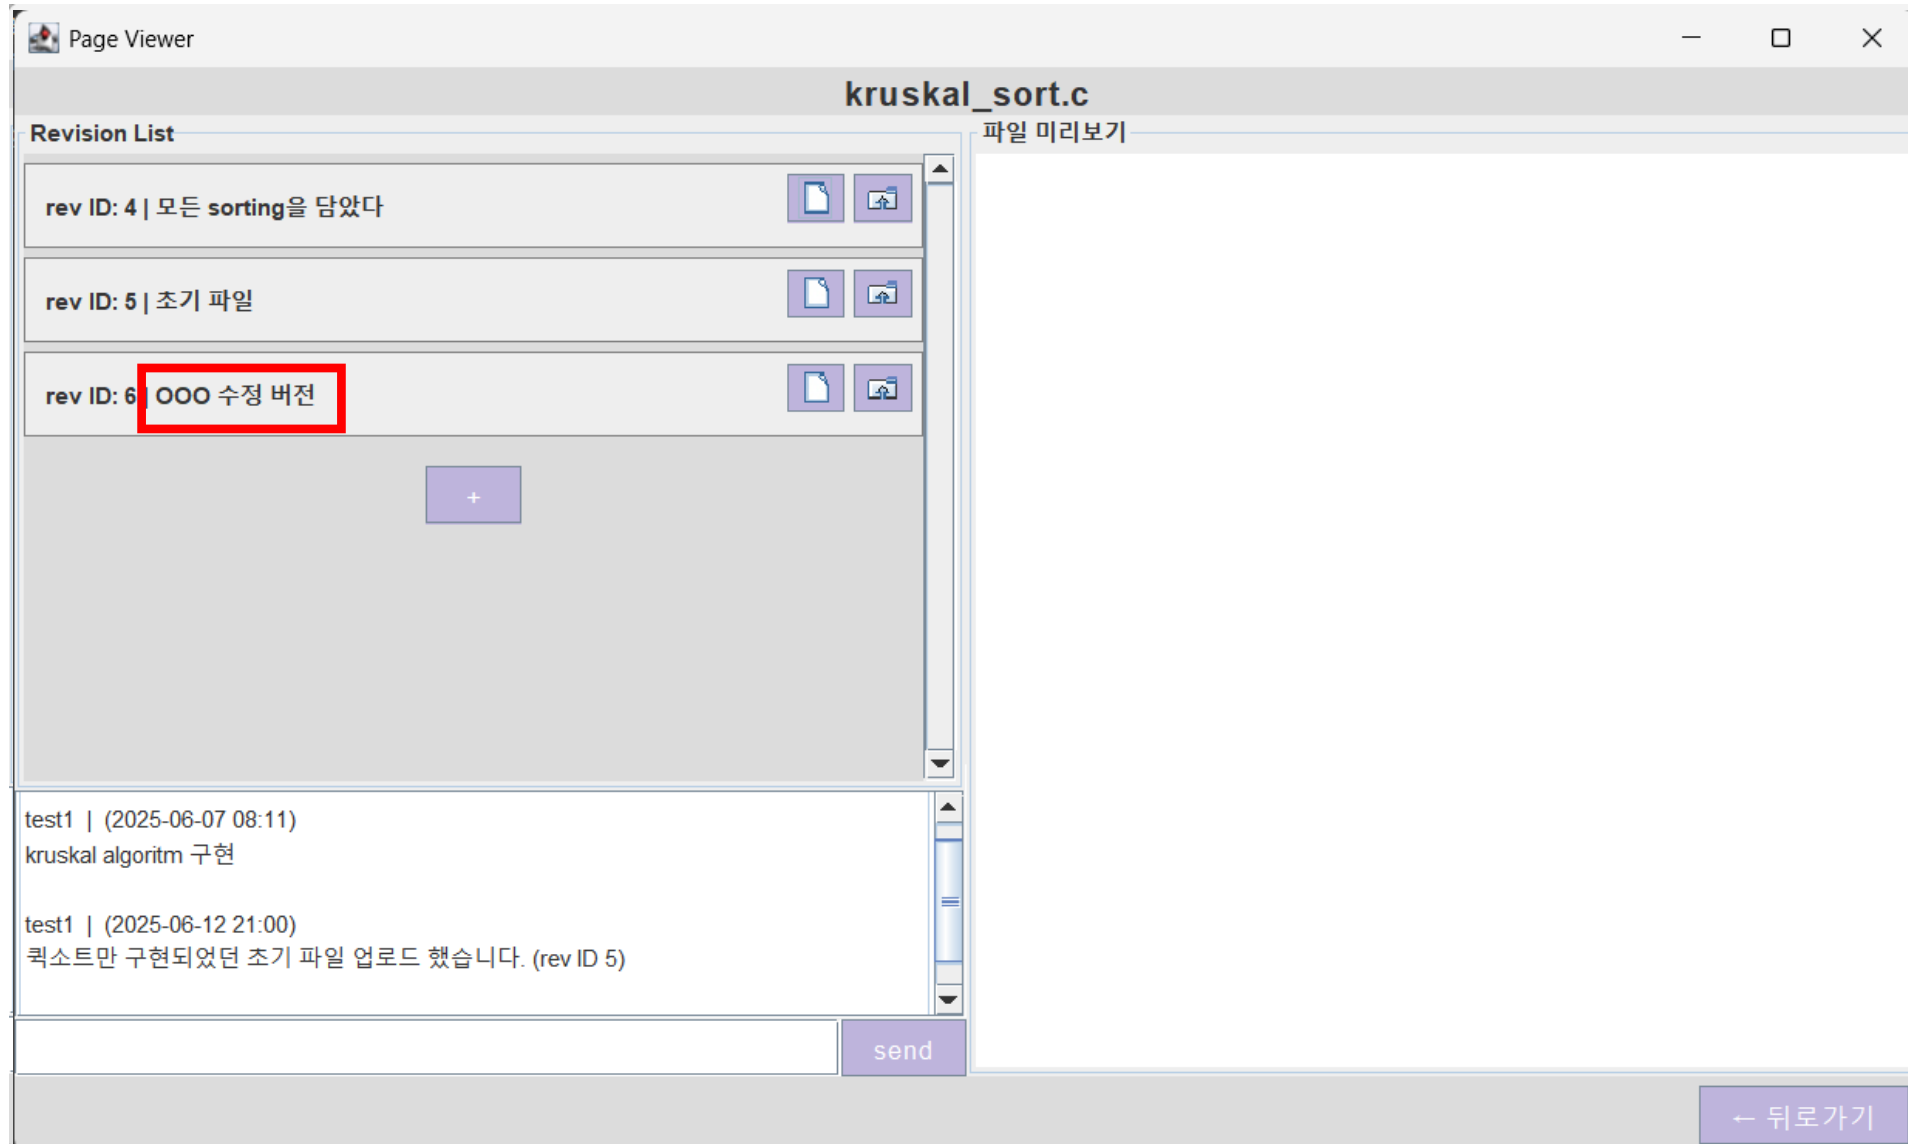 Page Viewer
kruskal_sort.c
Revision List
rev ID: 4 | 모든 sorting을 담았다
rev ID: 5 | 초기 파일
rev ID: 6 | OOO 수정 버전
+
test1 | (2025-06-07 08:11)
kruskal algoritm 구현
test1 | (2025-06-12 21:00)
퀵소트만 구현되었던 초기 파일 업로드 했습니다. (rev ID 5)
send
파일 미리보기
← 뒤로가기